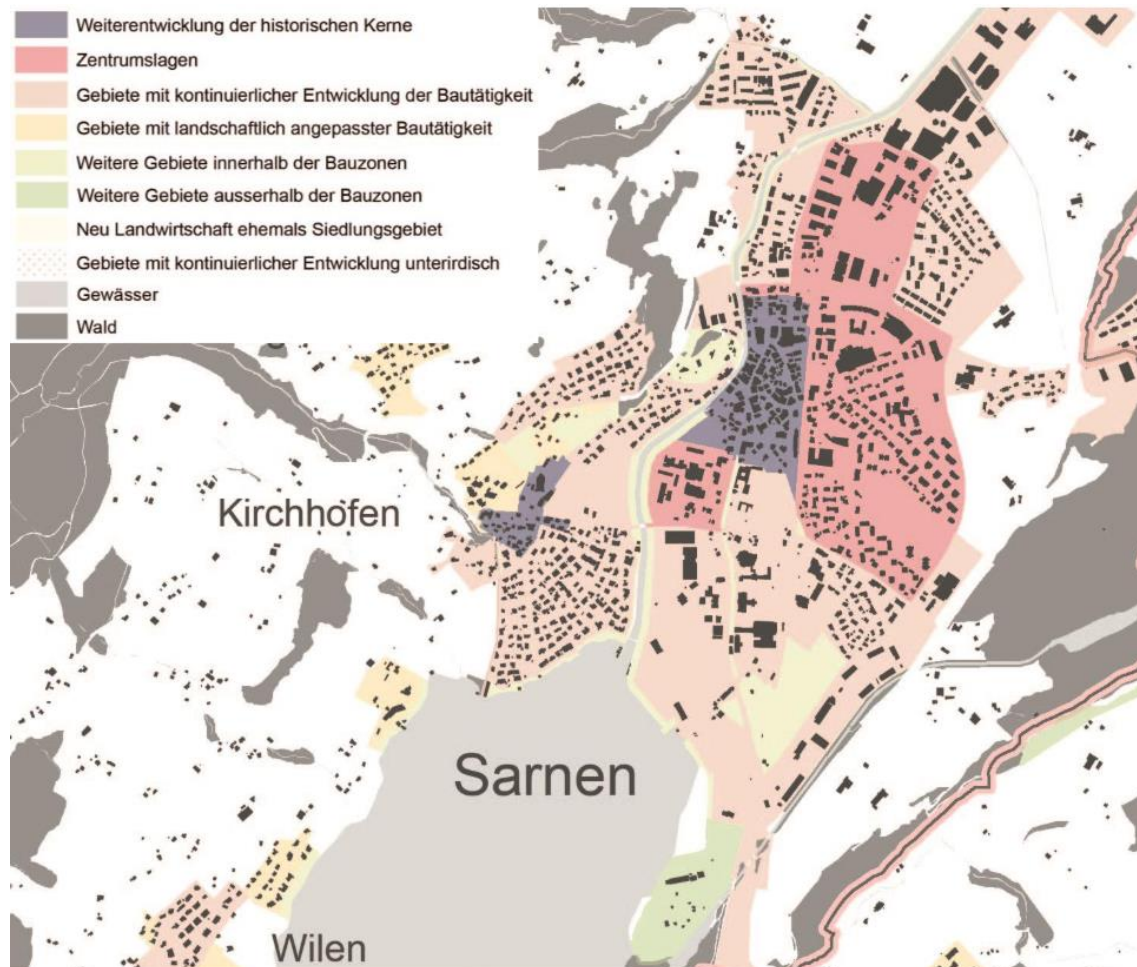 Weiterentwicklung der historischen Kerne
Zentrumslagen
Gebiete mit kontinuierlicher Entwicklung der Bautätigkeit
Gebiete mit landschaftlich angepasster Bautätigkeit
Weitere Gebiete innerhalb der Bauzonen
Weitere Gebiete ausserhalb der Bauzonen
Neu Landwirtschaft ehemals Siedlungsgebiet
Gebiete mit kontinuierlicher Entwicklung unterirdisch
Gewässer
Wald
Kirchhofen
Sarnen
Wilen